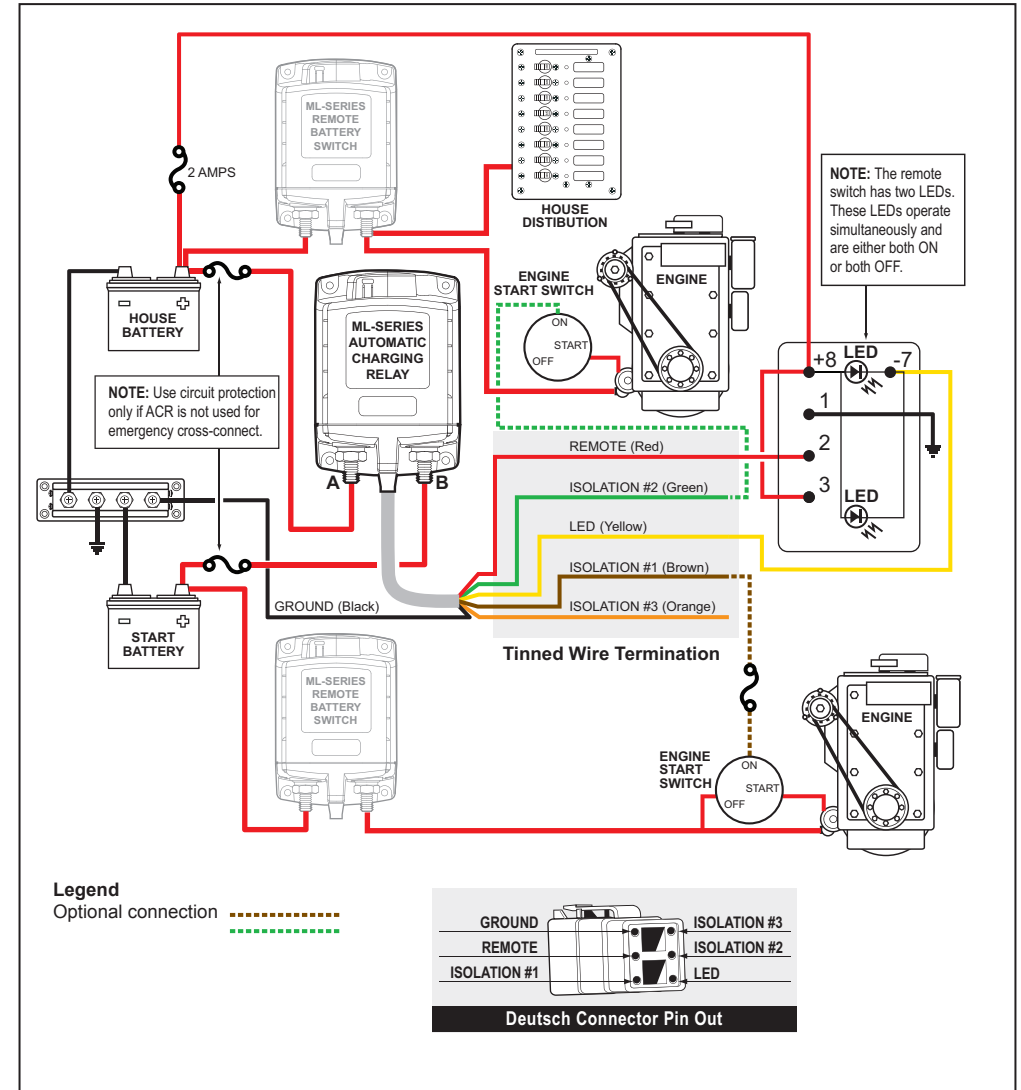 ML-SERIES
REMOTE
BATTERY
SWITCH
2 AMPS
HOUSE
DISTIBUTION
NOTE: The remote
switch has two LEDs.
These LEDs operate
simultaneously and
are either both ON
or both OFF.
ENGINE
START SWITCH
ON
START
OFF
ENGINE
HOUSE
BATTERY
ML-SERIES
AUTOMATIC
CHARGING
RELAY
A
B
+8
LED
-7
1
2
3
LED
NOTE: Use circuit protection
only if ACR is not used for
emergency cross-connect.
REMOTE (Red)
ISOLATION #2 (Green)
LED (Yellow)
ISOLATION #1 (Brown)
ISOLATION #3 (Orange)
GROUND (Black)
Tinned Wire Termination
START
BATTERY
ML-SERIES
REMOTE
BATTERY
SWITCH
ENGINE
START
SWITCH
ON
START
OFF
ENGINE
Legend
Optional connection
GROUND
REMOTE
ISOLATION #1
ISOLATION #3
ISOLATION #2
LED
Deutsch Connector Pin Out